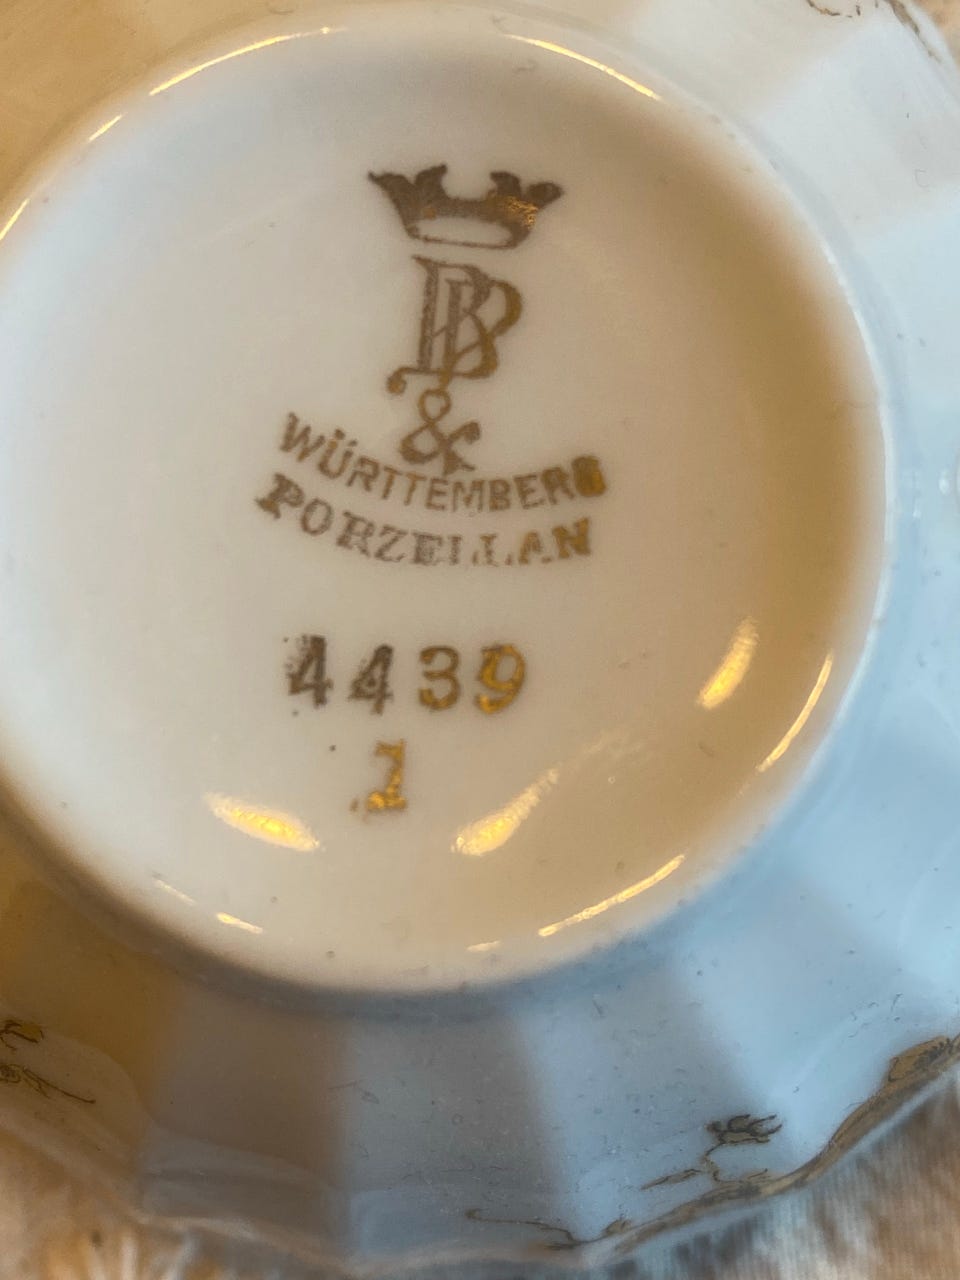 B
&
WÜRTTEMBERG
PORZELLAN
4439
1